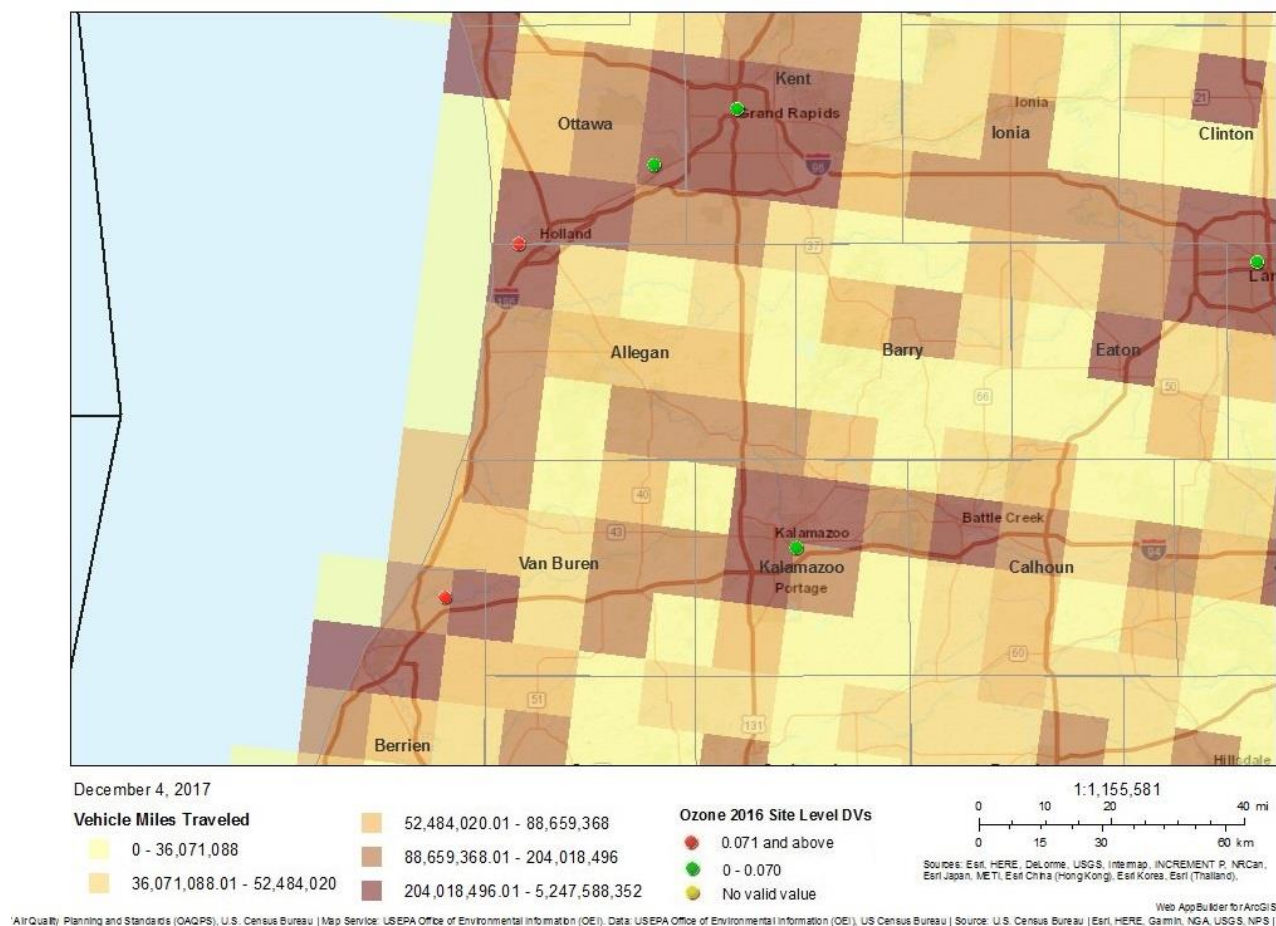 Kent
Grand Rapids
Ottawa
Ionia
Ionia
21
Clinton
96
Holland
37
196
Lan
Allegan
Barry
Eaton
66
50
40
43
Kalamazoo
Battle Creek
94
Van Buren
Kalamazoo
Calhoun
Portage
60
51
131
Berrien
Hillsdale
December 4, 2017
Vehicle Miles Traveled
0 - 36,071,088
36,071,088.01 - 52,484,020
52,484,020.01 - 88,659,368
88,659,368.01 - 204,018,496
204,018,496.01 - 5,247,588,352
Ozone 2016 Site Level DVs
0.071 and above
0 - 0.070
No valid value
1:1,155,581
0 10 20 40 mi
0 15 30 60 km
Sources: Esri, HERE, DeLorme, USGS, Intermap, INCREMENT P, NRCan,
Esri Japan, METI, Esri China (Hong Kong), Esri Korea, Esri (Thailand),
Web AppBuilder for ArcGIS
'Air Quality Planning and Standards (OAQPS), U.S. Census Bureau | Map Service: USEPA Office of Environmental Information (OEI). Data: USEPA Office of Environmental Information (OEI), US Census Bureau | Source: U.S. Census Bureau | Esri, HERE, Garmin, NGA, USGS, NPS |